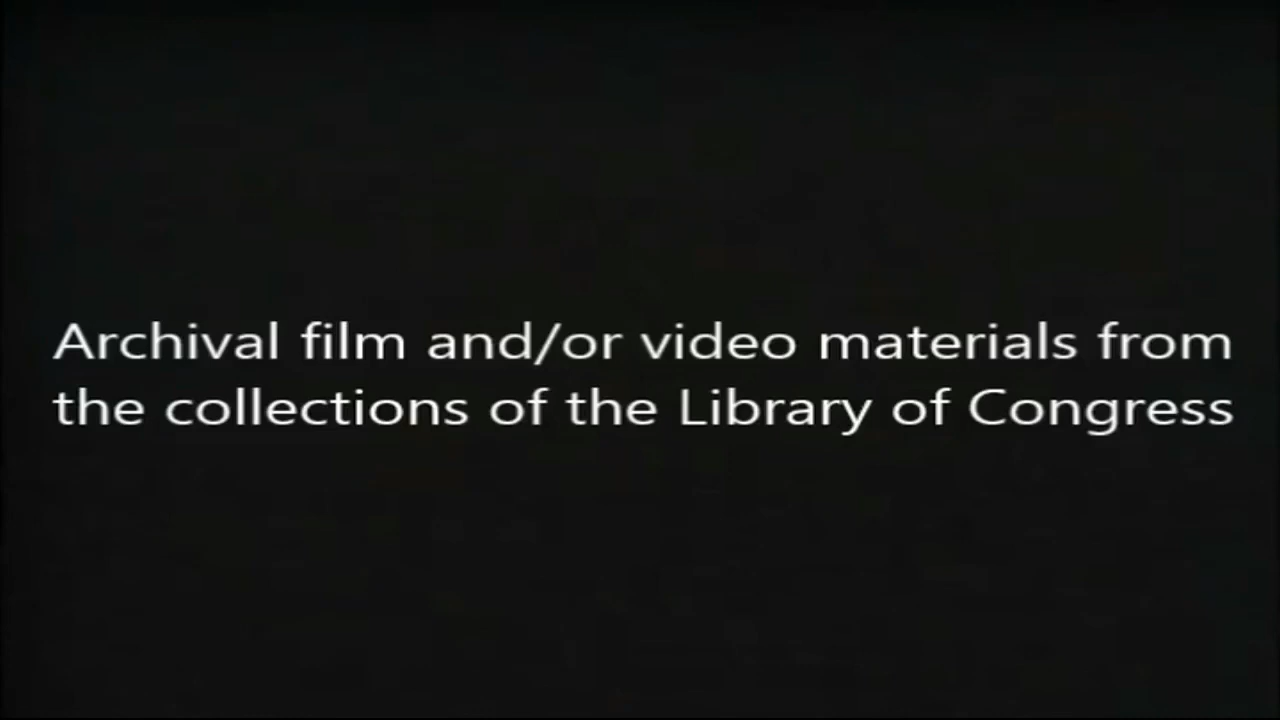 Archival film and/or video materials from
the collections of the Library of Congress